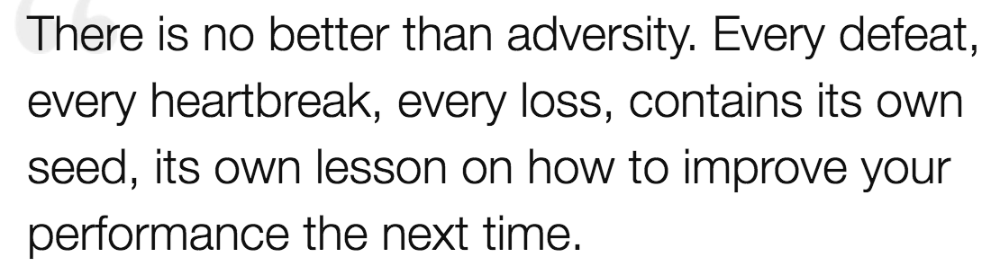 There is no better than adversity. Every defeat,
every heartbreak, every loss, contains its own
seed, its own lesson on how to improve your
performance the next time.